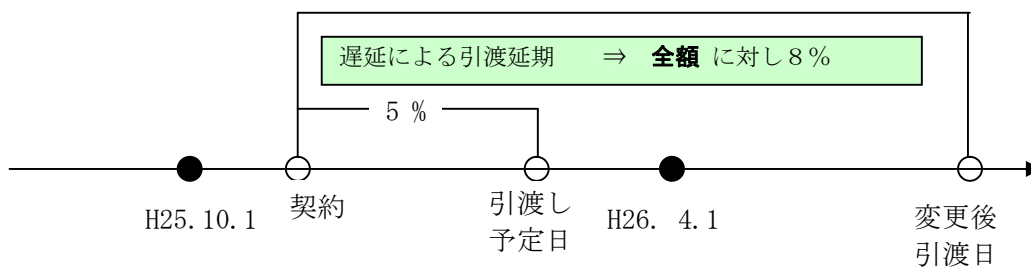 遅延による引渡延期　⇒　全額 に対し８％
5 %
H25.10.1
契約
引渡し
予定日
H26. 4.1
変更後
引渡日